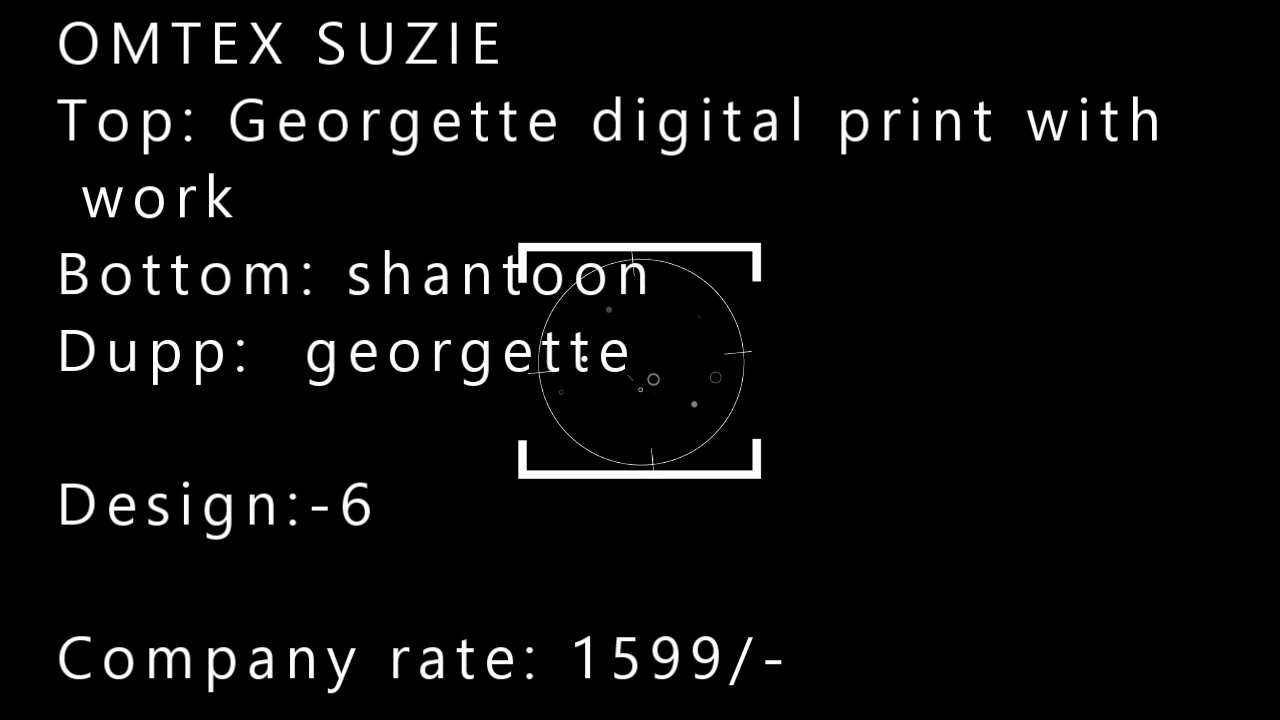 OMTEX SUZIE
Top: Georgette digital print with
work
Bottom: shantoon
Dupp: georgette
Design:-6
Company rate: 1599/-